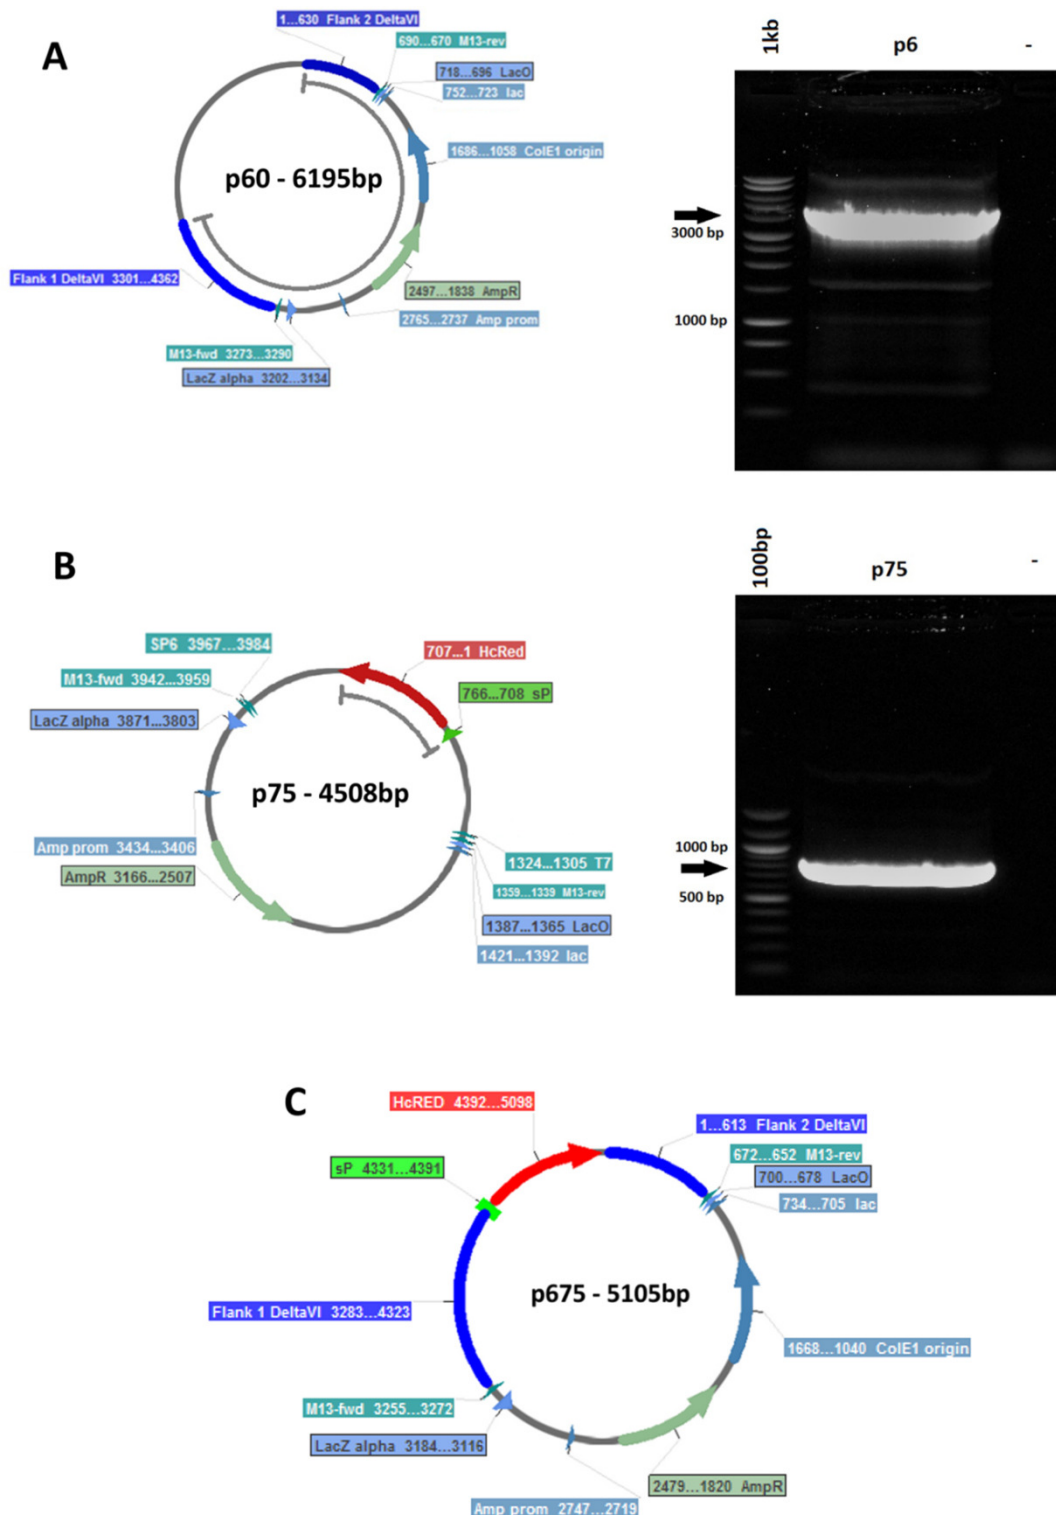 A
1...630 Flank 2 DeltaVI
690...670 M13-rev
718...696 LacO
752...723 lac
1686...1058 ColE1 origin
p60 - 6195bp
Flank 1 DeltaVI 3301...4362
2497...1838 AmpR
2765...2737 Amp prom
M13-fwd 3273...3290
LacZ alpha 3202...3134
1kb
p6
-
3000 bp
1000 bp
B
SP6 3967...3984
M13-fwd 3942...3959
LacZ alpha 3871...3803
707...1 HcRed
766...708 sP
p75 - 4508bp
Amp prom 3434...3406
AmpR 3166...2507
1324...1305 T7
1359...1339 M13-rev
1387...1365 LacO
1421...1392 lac
100bp
p75
-
1000 bp
500 bp
C
HcRED 4392...5098
sP 4331...4391
1...613 Flank 2 DeltaVI
672...652 M13-rev
700...678 LacO
734...705 lac
p675 - 5105bp
Flank 1 DeltaVI 3283...4323
1668...1040 ColE1 origin
M13-fwd 3255...3272
LacZ alpha 3184...3116
2479...1820 AmpR
Amp prom 2747...2719